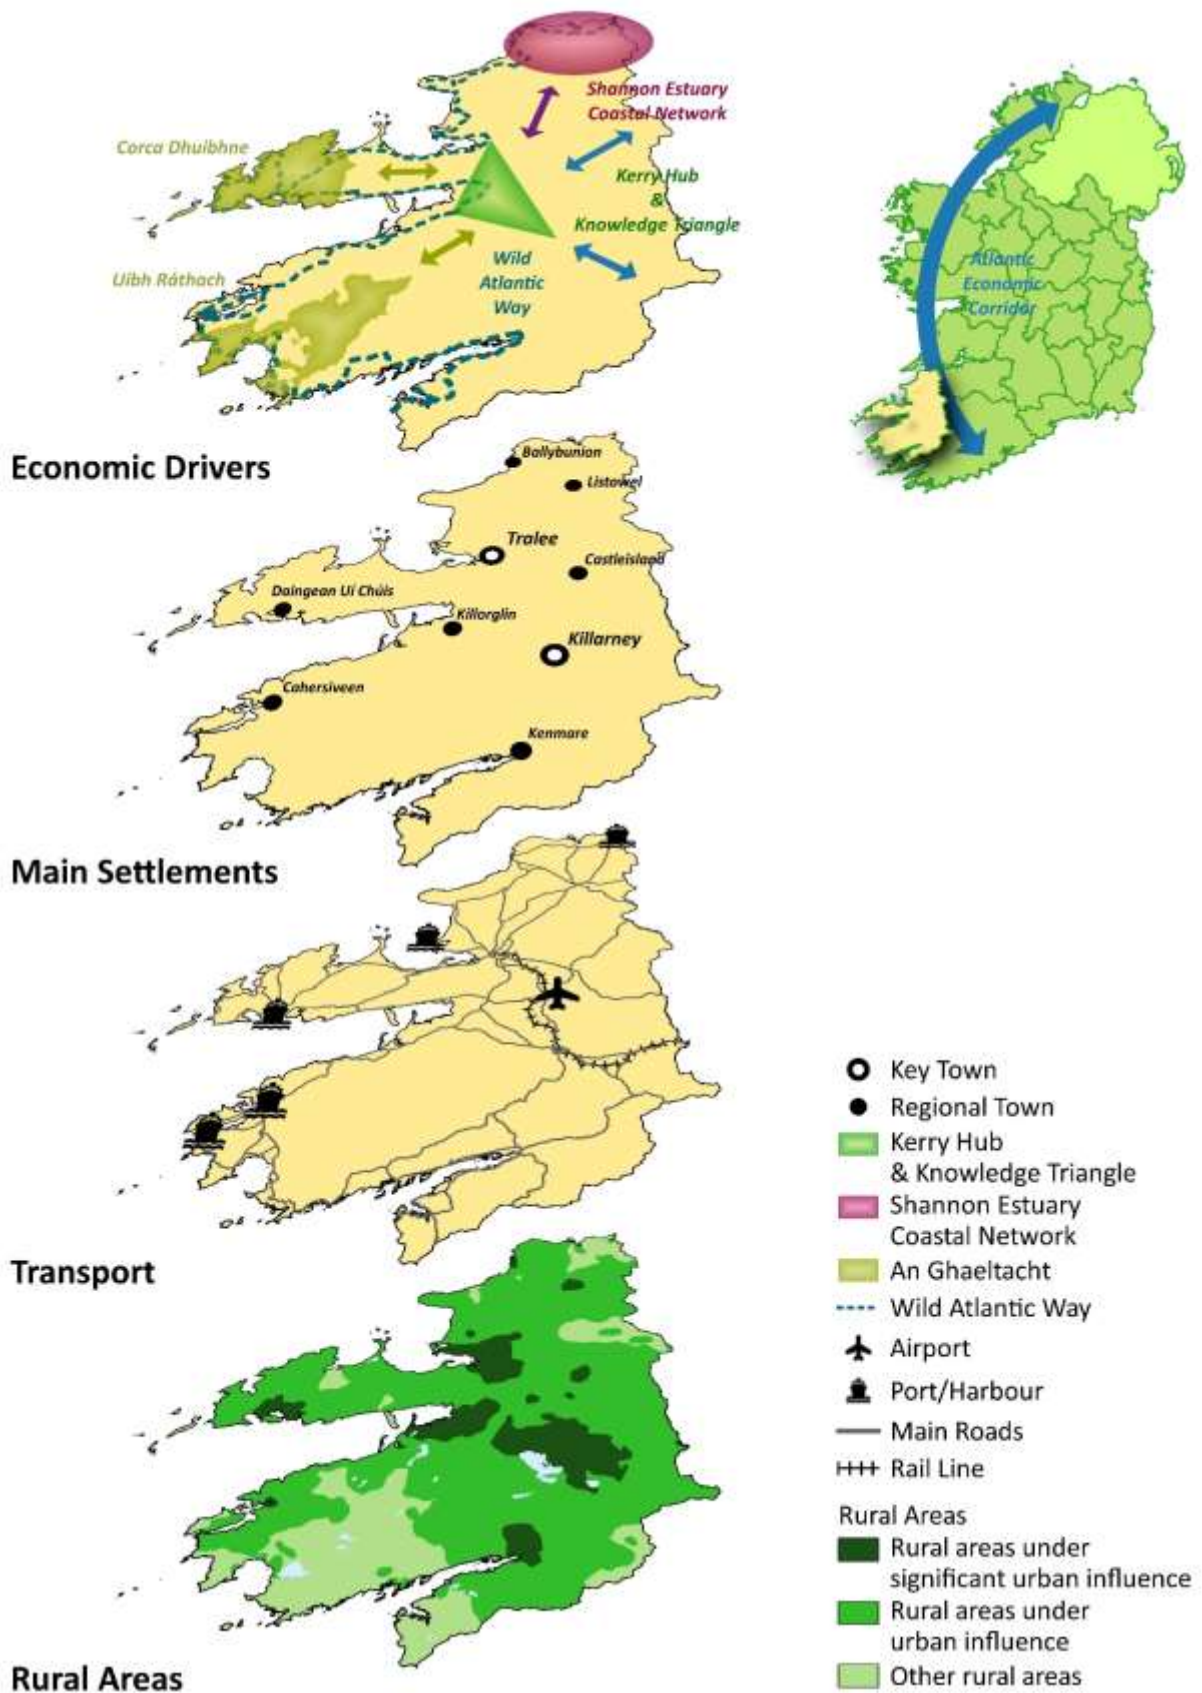 Shannon Estuary
Coastal Network
Corca Dhuibhne
Kerry Hub
&
Knowledge Triangle
Uíbh Ráthach
Wild
Atlantic
Way
Atlantic
Economic
Corridor
Economic Drivers
Ballybunion
Listowel
Tralee
Castleisland
Daingean Uí Chúis
Killorglin
Killarney
Cahersiveen
Kenmare
Main Settlements
Transport
Rural Areas
Key Town
Regional Town
Kerry Hub
& Knowledge Triangle
Shannon Estuary
Coastal Network
An Ghaeltacht
Wild Atlantic Way
Airport
Port/Harbour
Main Roads
Rail Line
Rural Areas
Rural areas under
significant urban influence
Rural areas under
urban influence
Other rural areas